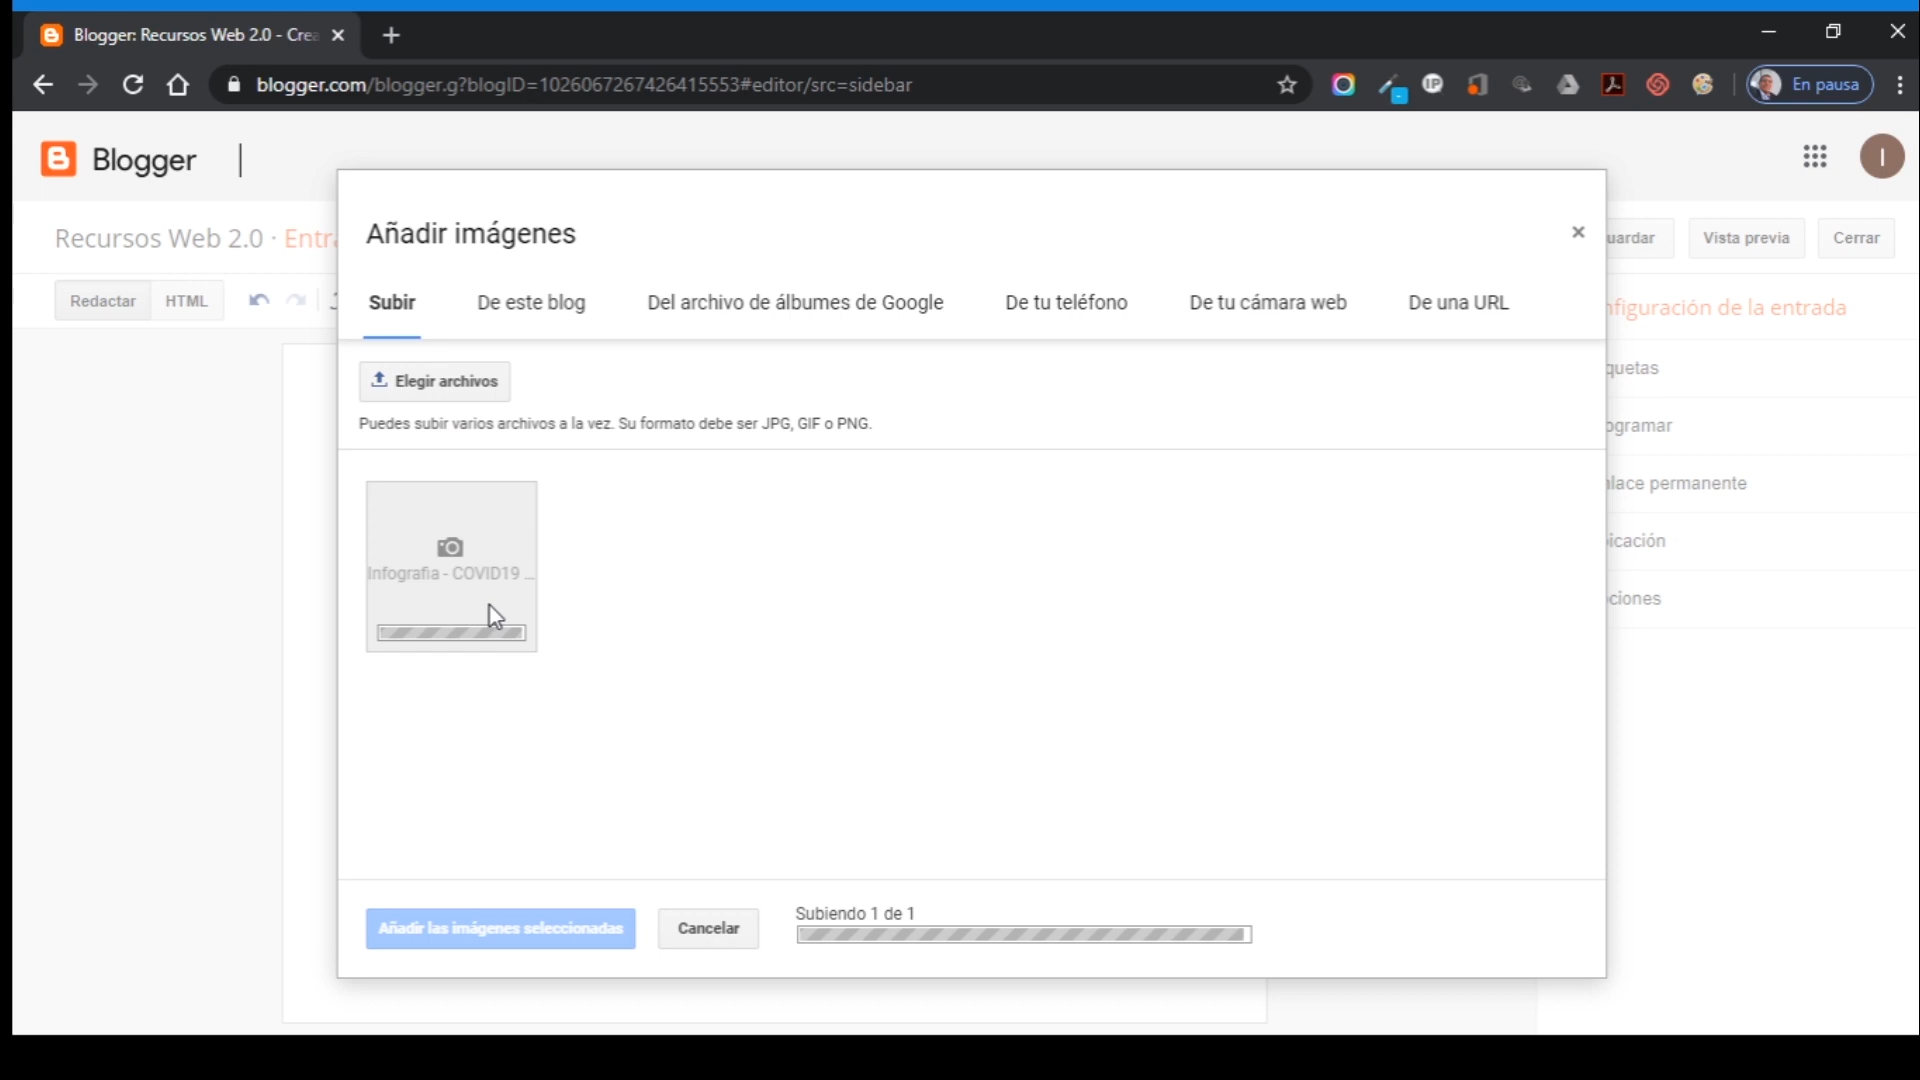 Blogger: Recursos Web 2.0 - Crea
blogger.com/blogger.g?blogID=1026067267426415553#editor/src=sidebar
En pausa
Blogger
I
Recursos Web 2.0 · Entra
uardar
Vista previa
Cerrar
Redactar
HTML
Añadir imágenes
Subir
De este blog
Del archivo de álbumes de Google
De tu teléfono
De tu cámara web
De una URL
nfiguración de la entrada
Elegir archivos
Puedes subir varios archivos a la vez. Su formato debe ser JPG, GIF o PNG.
quetas
ogramar
nlace permanente
icación
ciones
Infografia - COVID19 ...
Añadir las imágenes seleccionadas
Cancelar
Subiendo 1 de 1